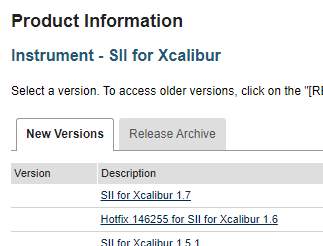 Product Information
Instrument - SII for Xcalibur
Select a version. To access older versions, click on the "[RE
New Versions
Release Archive
Version Description
SII for Xcalibur 1.7
Hotfix 146255 for SII for Xcalibur 1.6
SII for Xcalibur 1.5.1